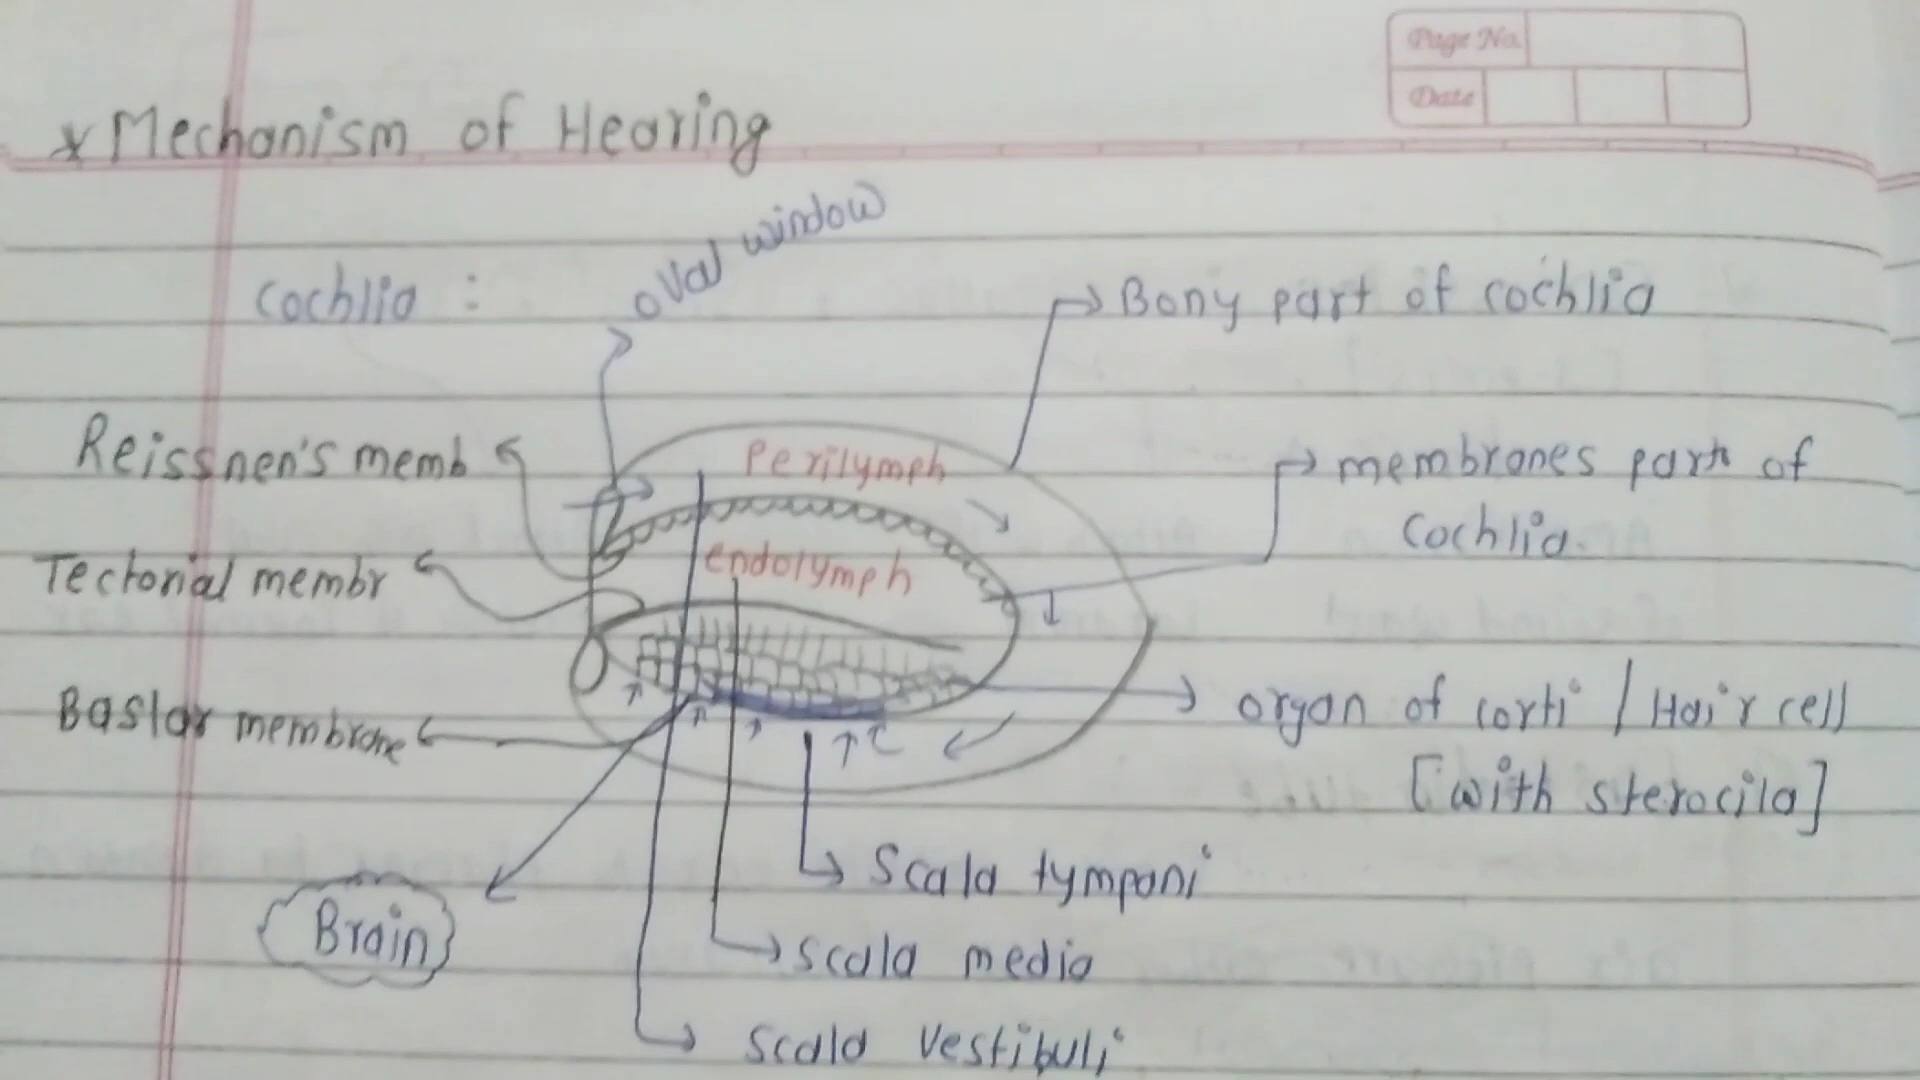 Page No.
Date
* Mechanism of Hearing
cochlia :
oval window
Bony part of cochlia
Reissnen's memb
Perilymph
membranes part of
cochlia.
endolymph
Tectorial membr
Baslar membrane
organ of corti / Hair cell
[with sterocila]
Brain
Scala tympani
scala media
scala vestibuli